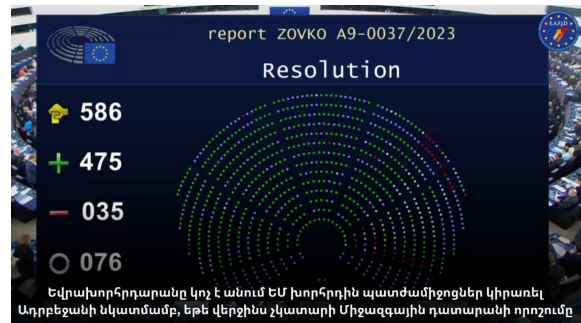 report ZOVKO A9-0037/2023
Resolution
586
+ 475
- 035
076
Եվրախորհրդարանը կոչ է անում ԵՄ խորհրդին պատժամիջոցներ կիրառել
Ադրբեջանի նկատմամբ, եթե վերջինս չկատարի Միջազգային դատարանի որոշումը